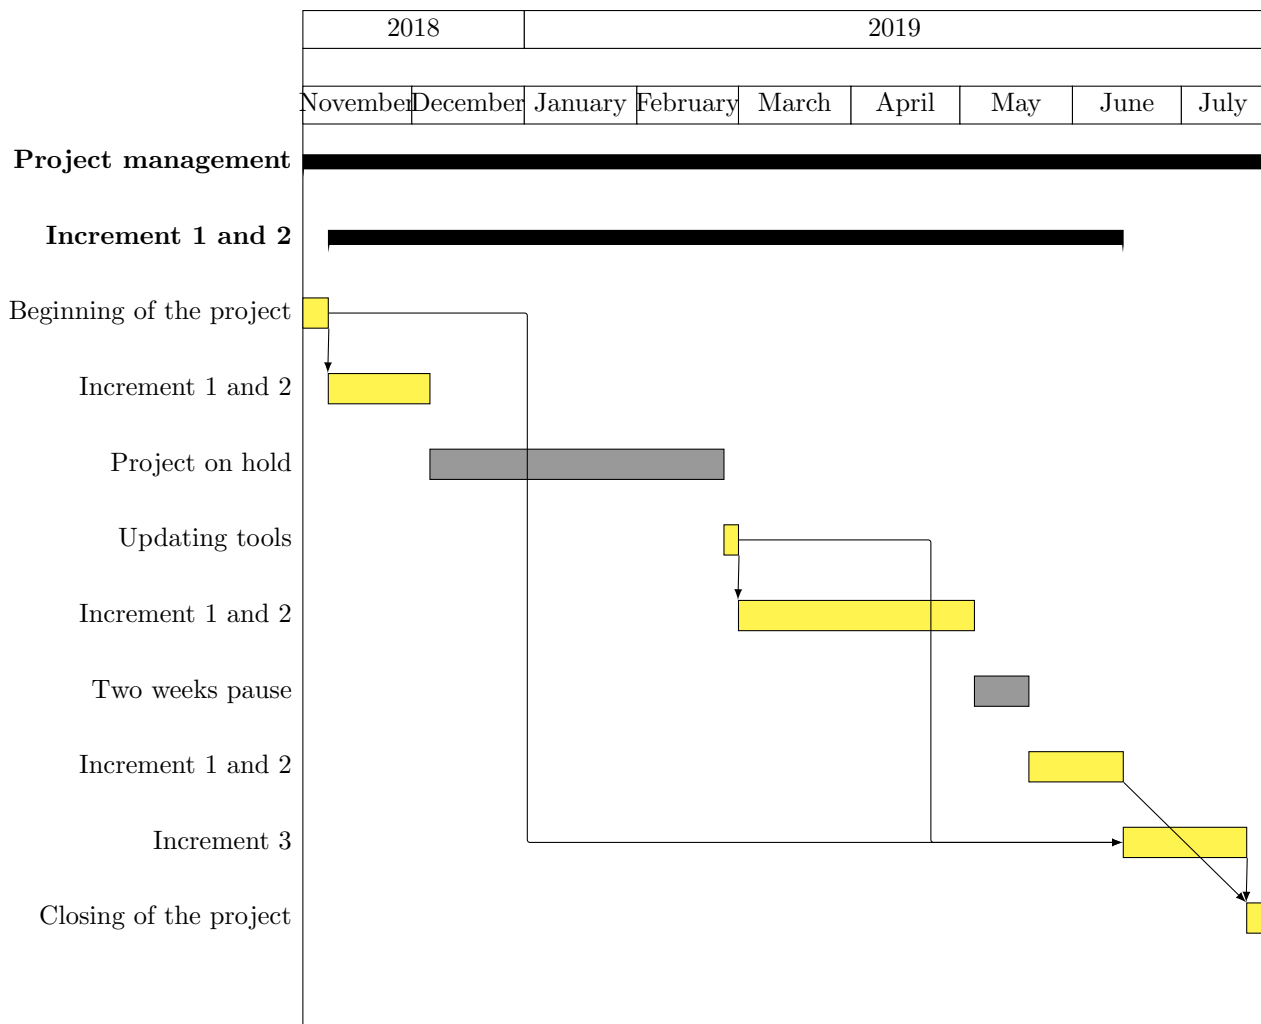 2018 2019
November December January February March April May June July
Project management
Increment 1 and 2
Beginning of the project
Increment 1 and 2
Project on hold
Updating tools
Increment 1 and 2
Two weeks pause
Increment 1 and 2
Increment 3
Closing of the project